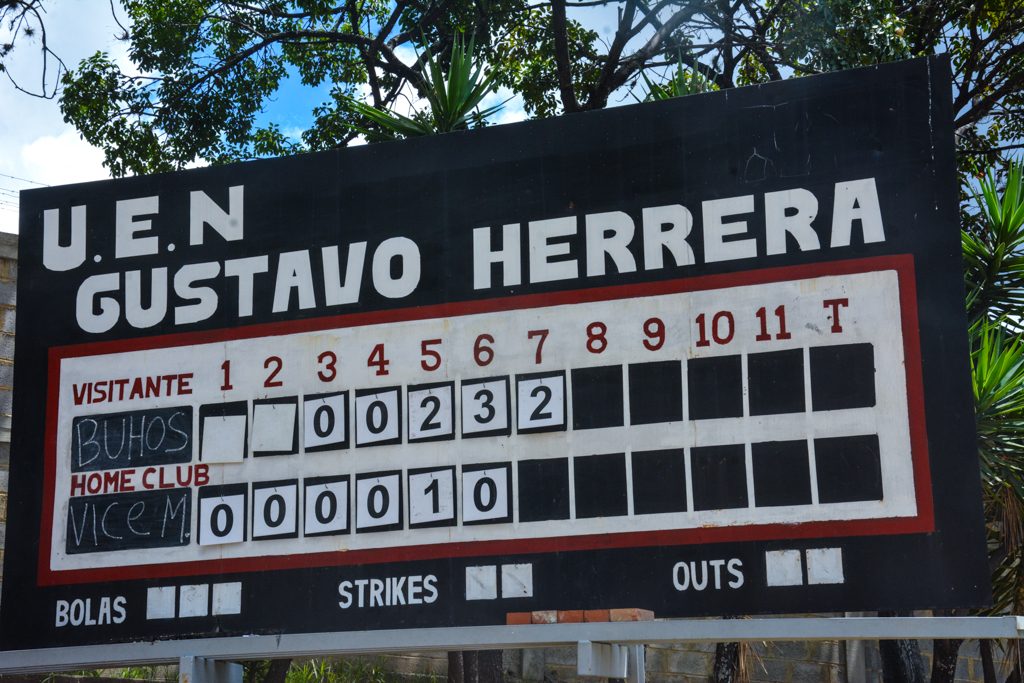 U.E.N
GUSTAVO HERRERA
1 2 3 4 5 6 7 8 9 10 11 T
VISITANTE
BUHOS 0 0 2 3 2
HOME CLUB
VICEM. 0 0 0 0 1 0
BOLAS STRIKES OUTS